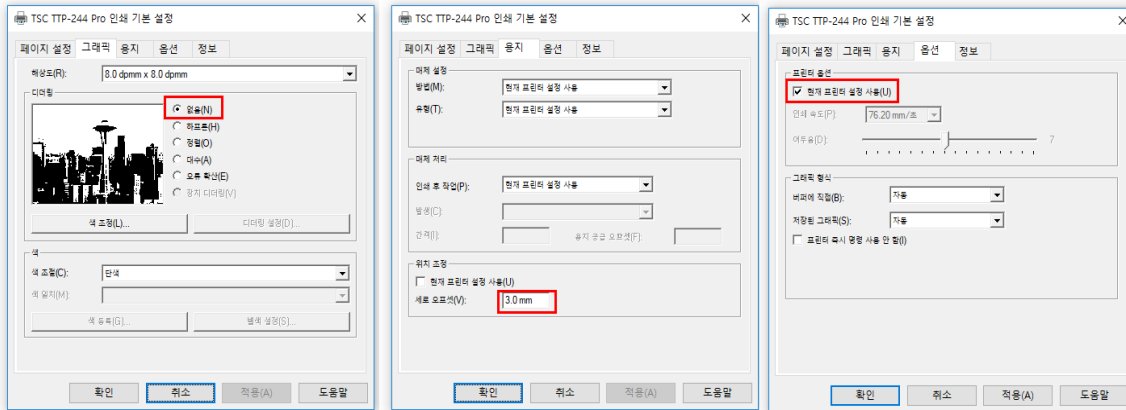 TSC TTP-244 Pro 인쇄 기본 설정
페이지 설정 그래픽 용지 옵션 정보
해상도(R): 8.0 dpmm x 8.0 dpmm
디더링
없음(N)
하프톤(H)
정렬(O)
대수(A)
오류 확산(E)
장치 디더링(V)
색 조정(L)... 디더링 설정(D)...
색
색 조절(C): 단색
색 일치(M):
색 등록(G)... 별색 설정(S)...
확인 취소 적용(A) 도움말
TSC TTP-244 Pro 인쇄 기본 설정
페이지 설정 그래픽 용지 옵션 정보
매체 설정
방법(M): 현재 프린터 설정 사용
유형(T): 현재 프린터 설정 사용
매체 처리
인쇄 후 작업(P): 현재 프린터 설정 사용
발생(C):
간격(I): 용지 공급 오프셋(F):
위치 조정
현재 프린터 설정 사용(U)
세로 오프셋(V): 3.0 mm
확인 취소 적용(A) 도움말
TSC TTP-244 Pro 인쇄 기본 설정
페이지 설정 그래픽 용지 옵션 정보
프린터 옵션
현재 프린터 설정 사용(U)
인쇄 속도(P): 76.20 mm/초
어두움(D): 7
그래픽 형식
버퍼에 직접(B): 자동
저장된 그래픽(S): 자동
프린터 즉시 명령 사용 안 함(I)
확인 취소 적용(A) 도움말